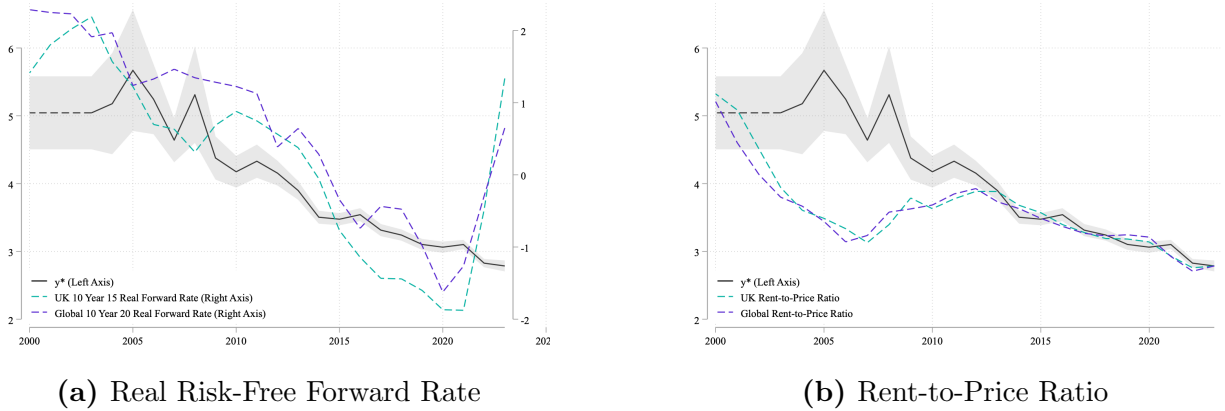 6
5
4
3
2
2
1
0
-1
-2
y* (Left Axis)
UK 10 Year 15 Real Forward Rate (Right Axis)
Global 10 Year 20 Real Forward Rate (Right Axis)
2000 2005 2010 2015 2020 202
(a) Real Risk-Free Forward Rate
6
5
4
3
2
y* (Left Axis)
UK Rent-to-Price Ratio
Global Rent-to-Price Ratio
2000 2005 2010 2015 2020
(b) Rent-to-Price Ratio